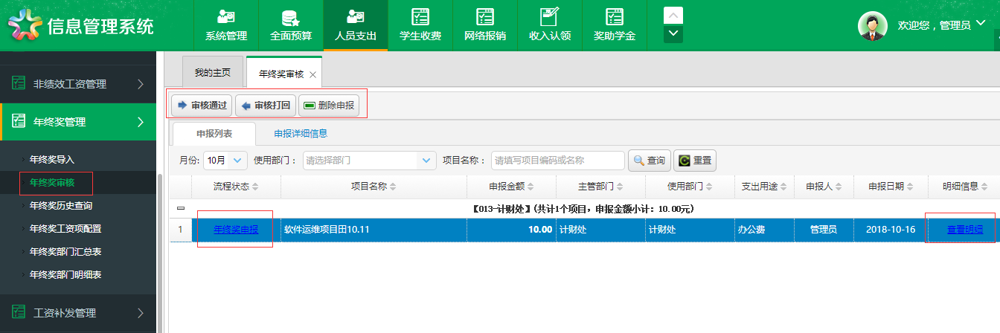 信息管理系统
系统管理 全面预算 人员支出 学生收费 网络报销 收入认领 奖助学金
欢迎您，管理员
非绩效工资管理
年终奖管理
年终奖导入
年终奖审核
年终奖历史查询
年终奖工资项配置
年终奖部门汇总表
年终奖部门明细表
工资补发管理
我的主页 年终奖审核
审核通过 审核打回 删除申报
申报列表 申报详细信息
月份: 10月 使用部门： 请选择部门 项目名称： 请填写项目编码或名称 查询 重置
流程状态 项目名称 申报金额 主管部门 使用部门 支出用途 申报人 申报日期 明细信息
【013-计财处】(共计1个项目，申报金额小计：10.00元)
1 年终奖申报 软件运维项目田10.11 10.00 计财处 计财处 办公费 管理员 2018-10-16 查看明细